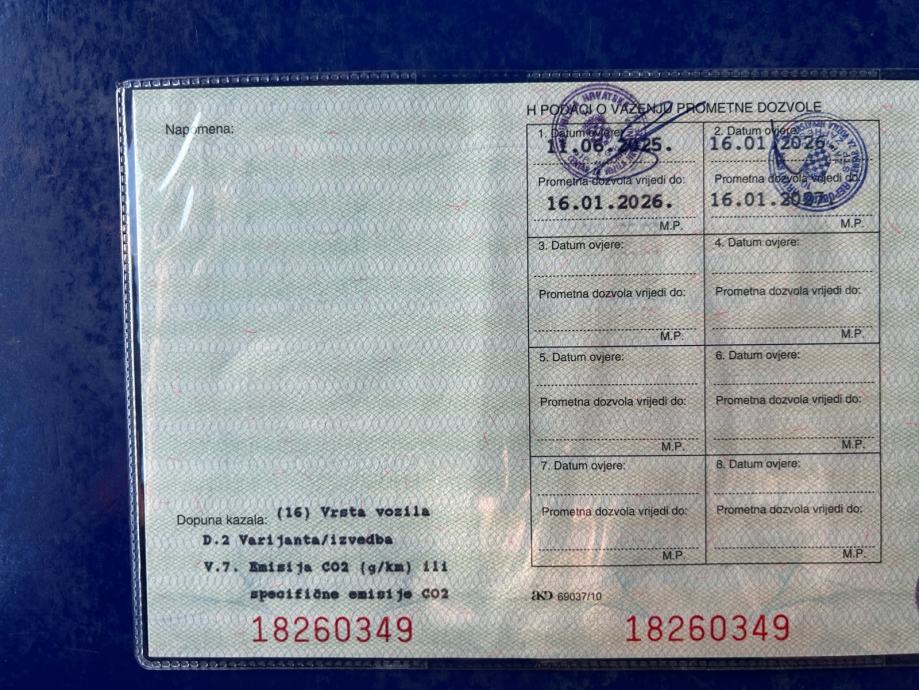 Napomena:
Dopuna kazala: (16) Vrsta vozila
D.2 Varijanta/izvedba
V.7. Emisija CO2 (g/km) ili
specifične emisije CO2
18260349
H PODACI O VAŽENJU PROMETNE DOZVOLE
1. Datum ovjere:
11.06.2025.
Prometna dozvola vrijedi do:
16.01.2026.
M.P.
2. Datum ovjere:
16.01.2026.
Prometna dozvola vrijedi do:
16.01.
M.P.
3. Datum ovjere:
Prometna dozvola vrijedi do:
M.P.
4. Datum ovjere:
Prometna dozvola vrijedi do:
M.P.
5. Datum ovjere:
Prometna dozvola vrijedi do:
M.P.
6. Datum ovjere:
Prometna dozvola vrijedi do:
M.P.
7. Datum ovjere:
Prometna dozvola vrijedi do:
M.P.
8. Datum ovjere:
Prometna dozvola vrijedi do:
M.P.
AKD 69037/10
18260349